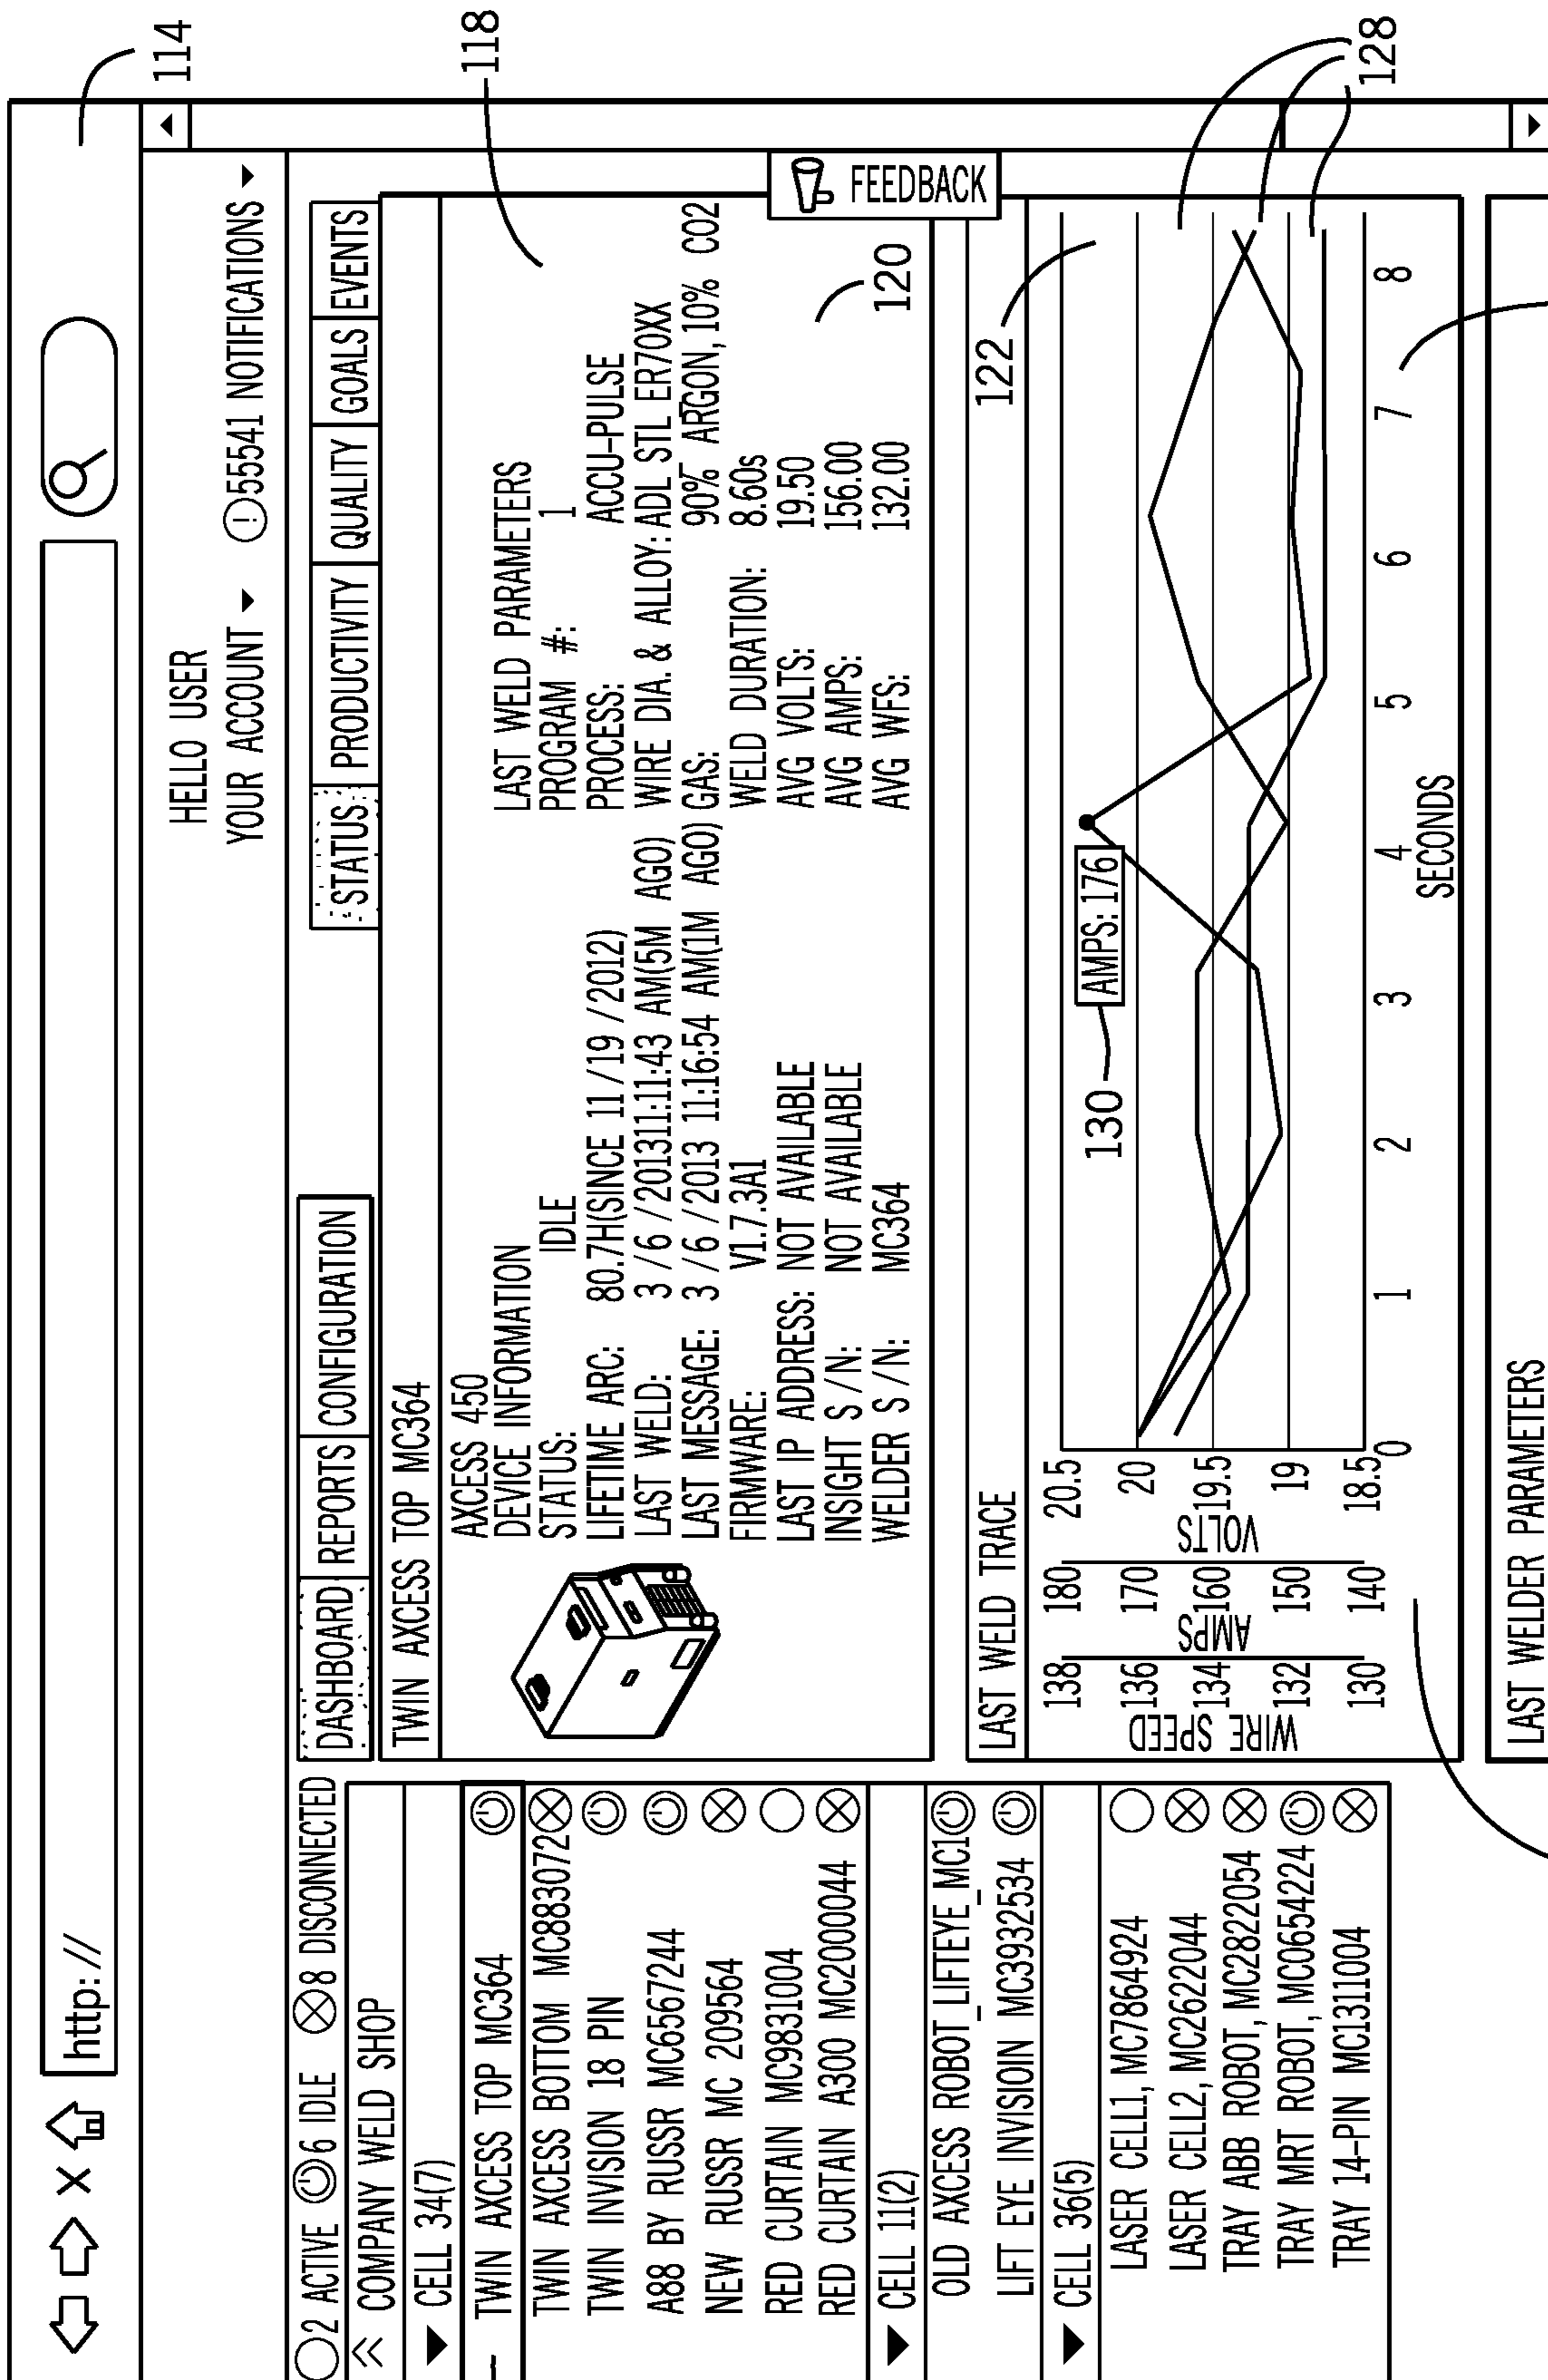 http://
114
HELLO USER
YOUR ACCOUNT
! 55541 NOTIFICATIONS
2 ACTIVE 6 IDLE 8 DISCONNECTED
COMPANY WELD SHOP
CELL 34(7)
TWIN AXCESS TOP MC364
TWIN AXCESS BOTTOM MC883072
TWIN INVISION 18 PIN
A88 BY RUSSR MC6567244
NEW RUSSR MC 209564
RED CURTAIN MC9831004
RED CURTAIN A300 MC2000044
CELL 11(2)
OLD AXCESS ROBOT_LIFTEYE_MC1
LIFT EYE INVISIOIN MC3932534
CELL 36(5)
LASER CELL1, MC7864924
LASER CELL2, MC2622044
TRAY ABB ROBOT, MC2822054
TRAY MRT ROBOT, MC0654224
TRAY 14-PIN MC1311004
DASHBOARD REPORTS CONFIGURATION
STATUS PRODUCTIVITY QUALITY GOALS EVENTS
TWIN AXCESS TOP MC364
118
AXCESS 450
DEVICE INFORMATION
STATUS: IDLE
LIFETIME ARC: 80.7H(SINCE 11 /19 /2012)
LAST WELD: 3 /6 /201311:11:43 AM(5M AGO)
LAST MESSAGE: 3 /6 /2013 11:16:54 AM(1M AGO)
FIRMWARE: V1.7.3A1
LAST IP ADDRESS: NOT AVAILABLE
INSIGHT S /N: NOT AVAILABLE
WELDER S /N: MC364
LAST WELD PARAMETERS
PROGRAM #: 1
PROCESS: ACCU-PULSE
WIRE DIA. & ALLOY: ADL STL ER70XX
GAS: 90% ARGON, 10% CO2
WELD DURATION: 8.60s
AVG VOLTS: 19.50
AVG AMPS: 156.00
AVG WFS: 132.00
120
FEEDBACK
LAST WELD TRACE
122
128
WIRE SPEED
138
136
134
132
130
AMPS
180
170
160
150
140
VOLTS
20.5
20
19.5
19
18.5
130
AMPS: 176
0 1 2 3 4 5 6 7 8
SECONDS
LAST WELDER PARAMETERS